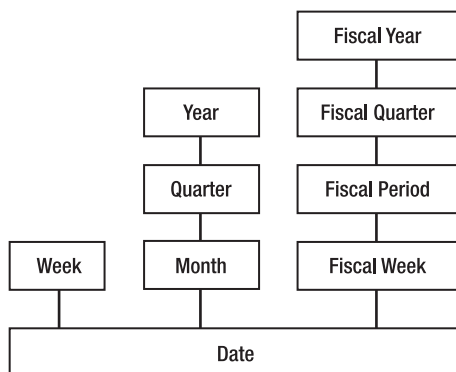 Fiscal Year
Year
Fiscal Quarter
Quarter
Fiscal Period
Week
Month
Fiscal Week
Date